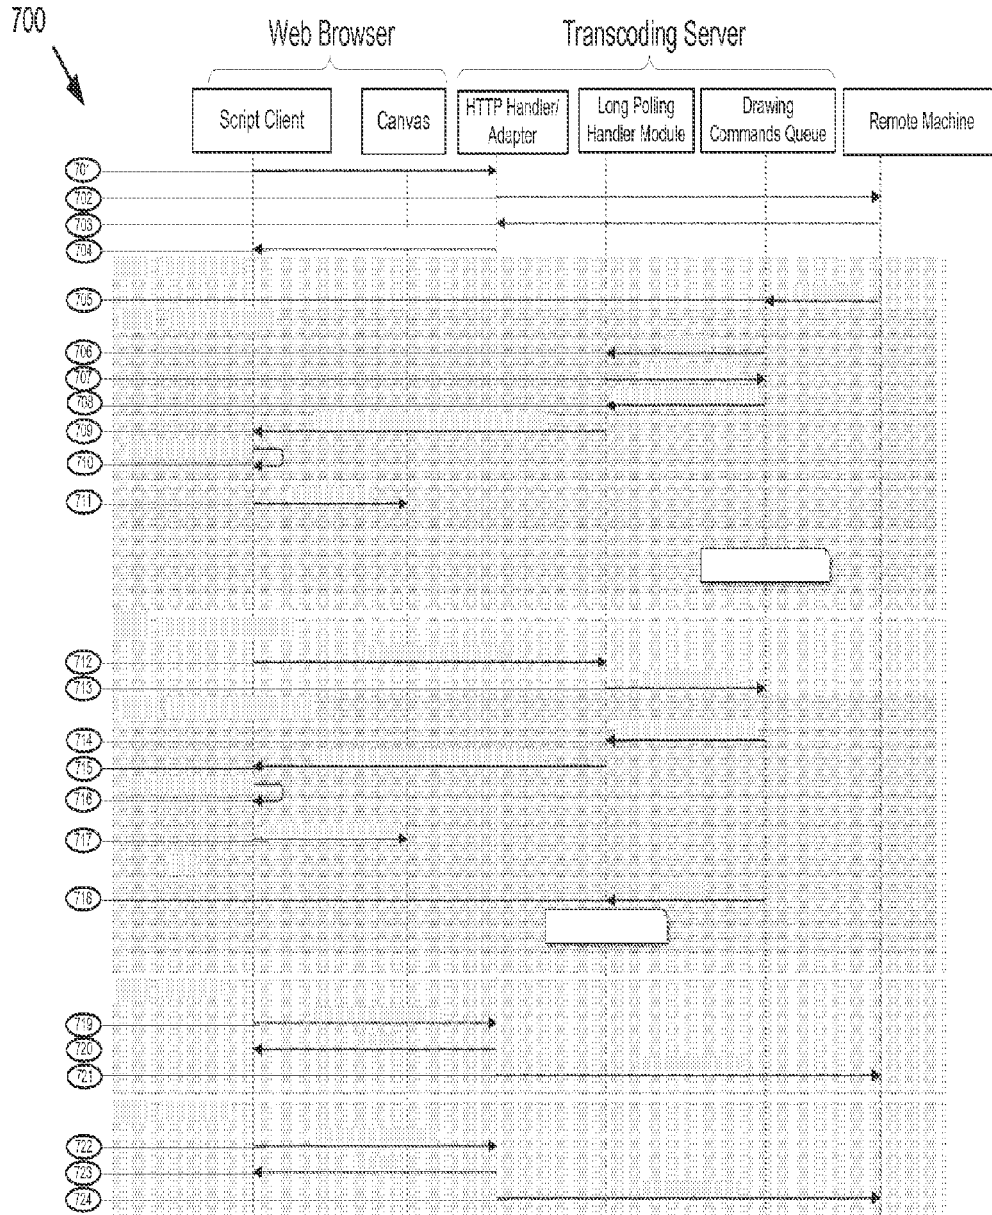 700
Web Browser
Transcoding Server
Script Client
Canvas
HTTP Handler/
Adapter
Long Polling
Handler Module
Drawing
Commands Queue
Remote Machine
701
702
703
704
705
706
707
708
709
710
711
712
713
714
715
716
717
718
719
720
721
722
723
724